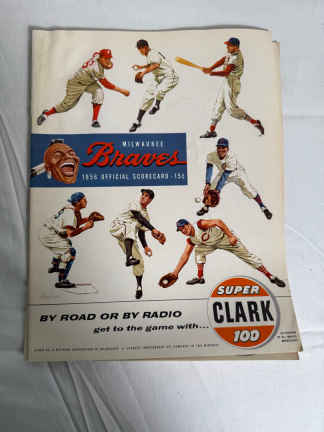 MILWAUKEE
Braves
1956 OFFICIAL SCORECARD - 15¢
BY ROAD OR BY RADIO
get to the game with...
SUPER
CLARK
100